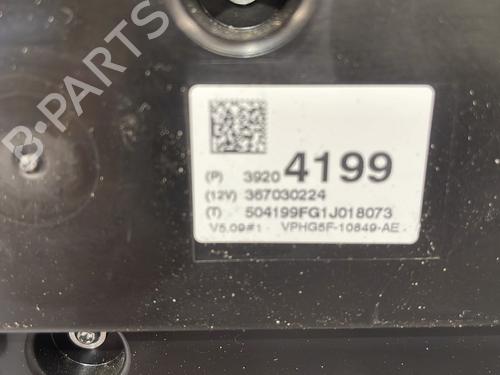 B-PARTS
(P) 3920 4199
(12V) 367030224
(T) 504199FG1J018073
V5.09#1 VPHG5F-10849-AE